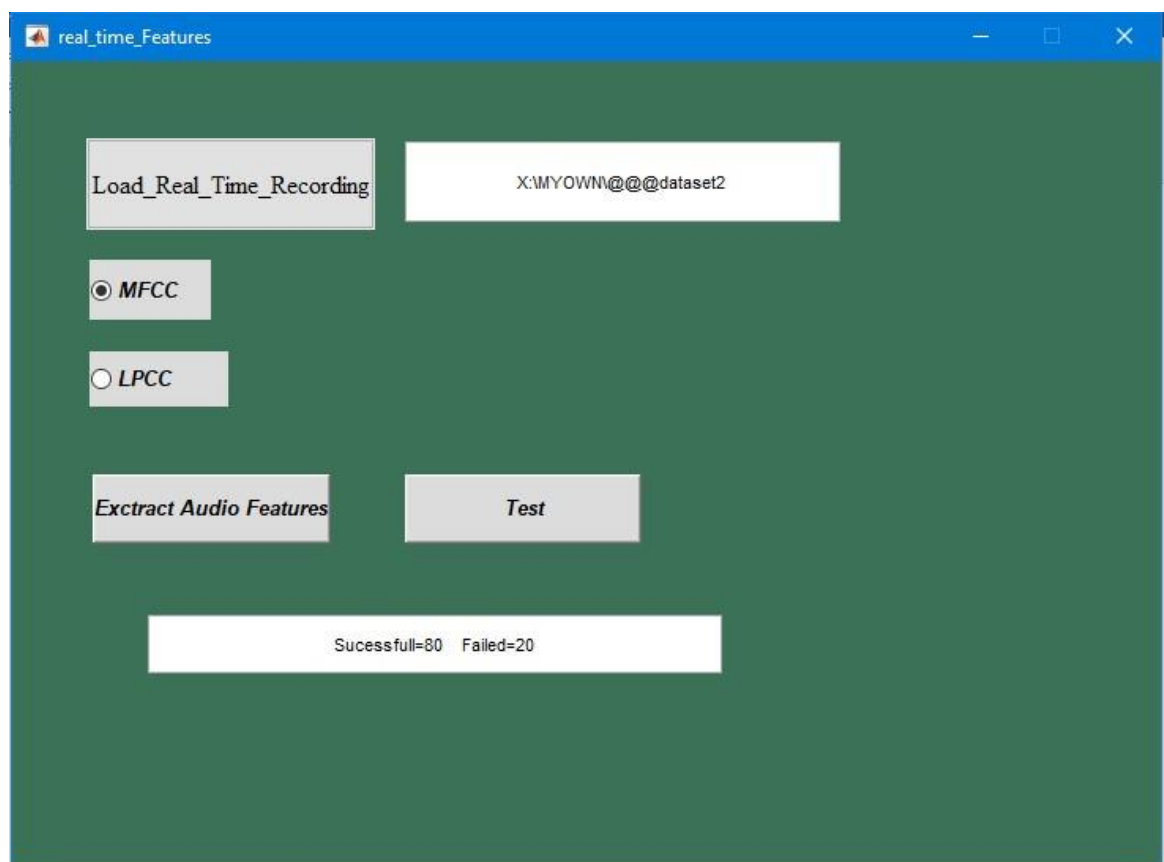 real_time_Features
Load_Real_Time_Recording
X:\MYOWN\@@@dataset2
MFCC
LPCC
Exctract Audio Features
Test
Sucessfull=80 Failed=20